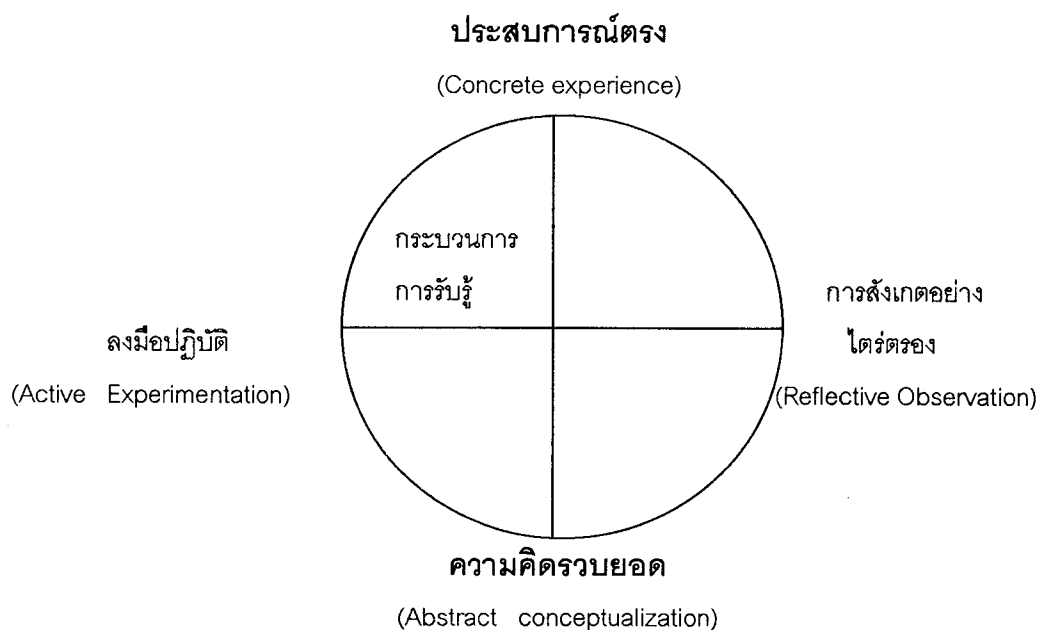 ประสบการณ์ตรง
(Concrete experience)
กระบวนการ
การรับรู้
การสังเกตอย่าง
ไตร่ตรอง
(Reflective Observation)
ลงมือปฏิบัติ
(Active Experimentation)
ความคิดรวบยอด
(Abstract conceptualization)